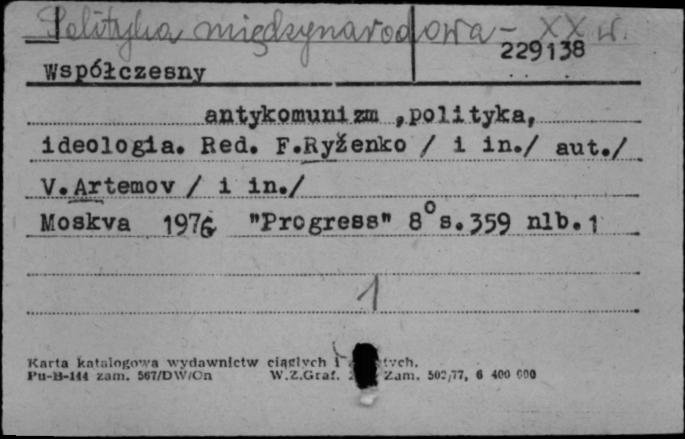 Polityka międzynarodowa - XX w.
229138
Współczesny
antykomunizm ,polityka,
ideologia. Red. F.Ryženko / i in./ aut./
V.Artemov / i in./
Moskva 1976 "Progress" 8° s.359 nlb.1
1
Karta katalogowa wydawnictw ciągłych i
Pu-B-144 zam. 567/DW/Cn W.Z.Graf. Zam. 502/77, 6 400 000